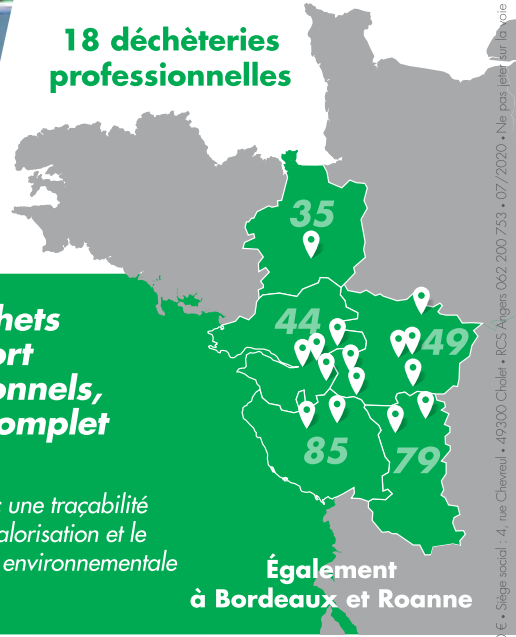 18 déchèteries
professionnelles
35
44
49
85
79
hets
ort
onnels,
omplet
une traçabilité
alorisation et le
environnementale
Également
à Bordeaux et Roanne
€ • Siège social : 4, rue Chevreul • 49300 Cholet • RCS Angers 062 200 753 • 07/2020 • Ne pas jeter sur la voie